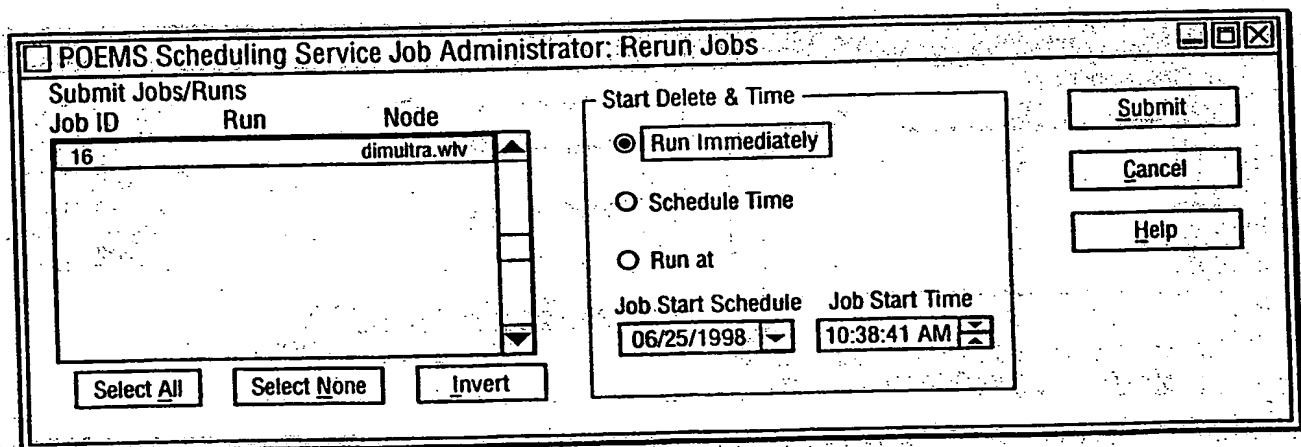 POEMS Scheduling Service Job Administrator: Rerun Jobs
Submit Jobs/Runs
Job ID Run Node
16 dimultra.wlv
Select All Select None Invert
Start Delete & Time
Run Immediately
Schedule Time
Run at
Job Start Schedule Job Start Time
06/25/1998 10:38:41 AM
Submit
Cancel
Help